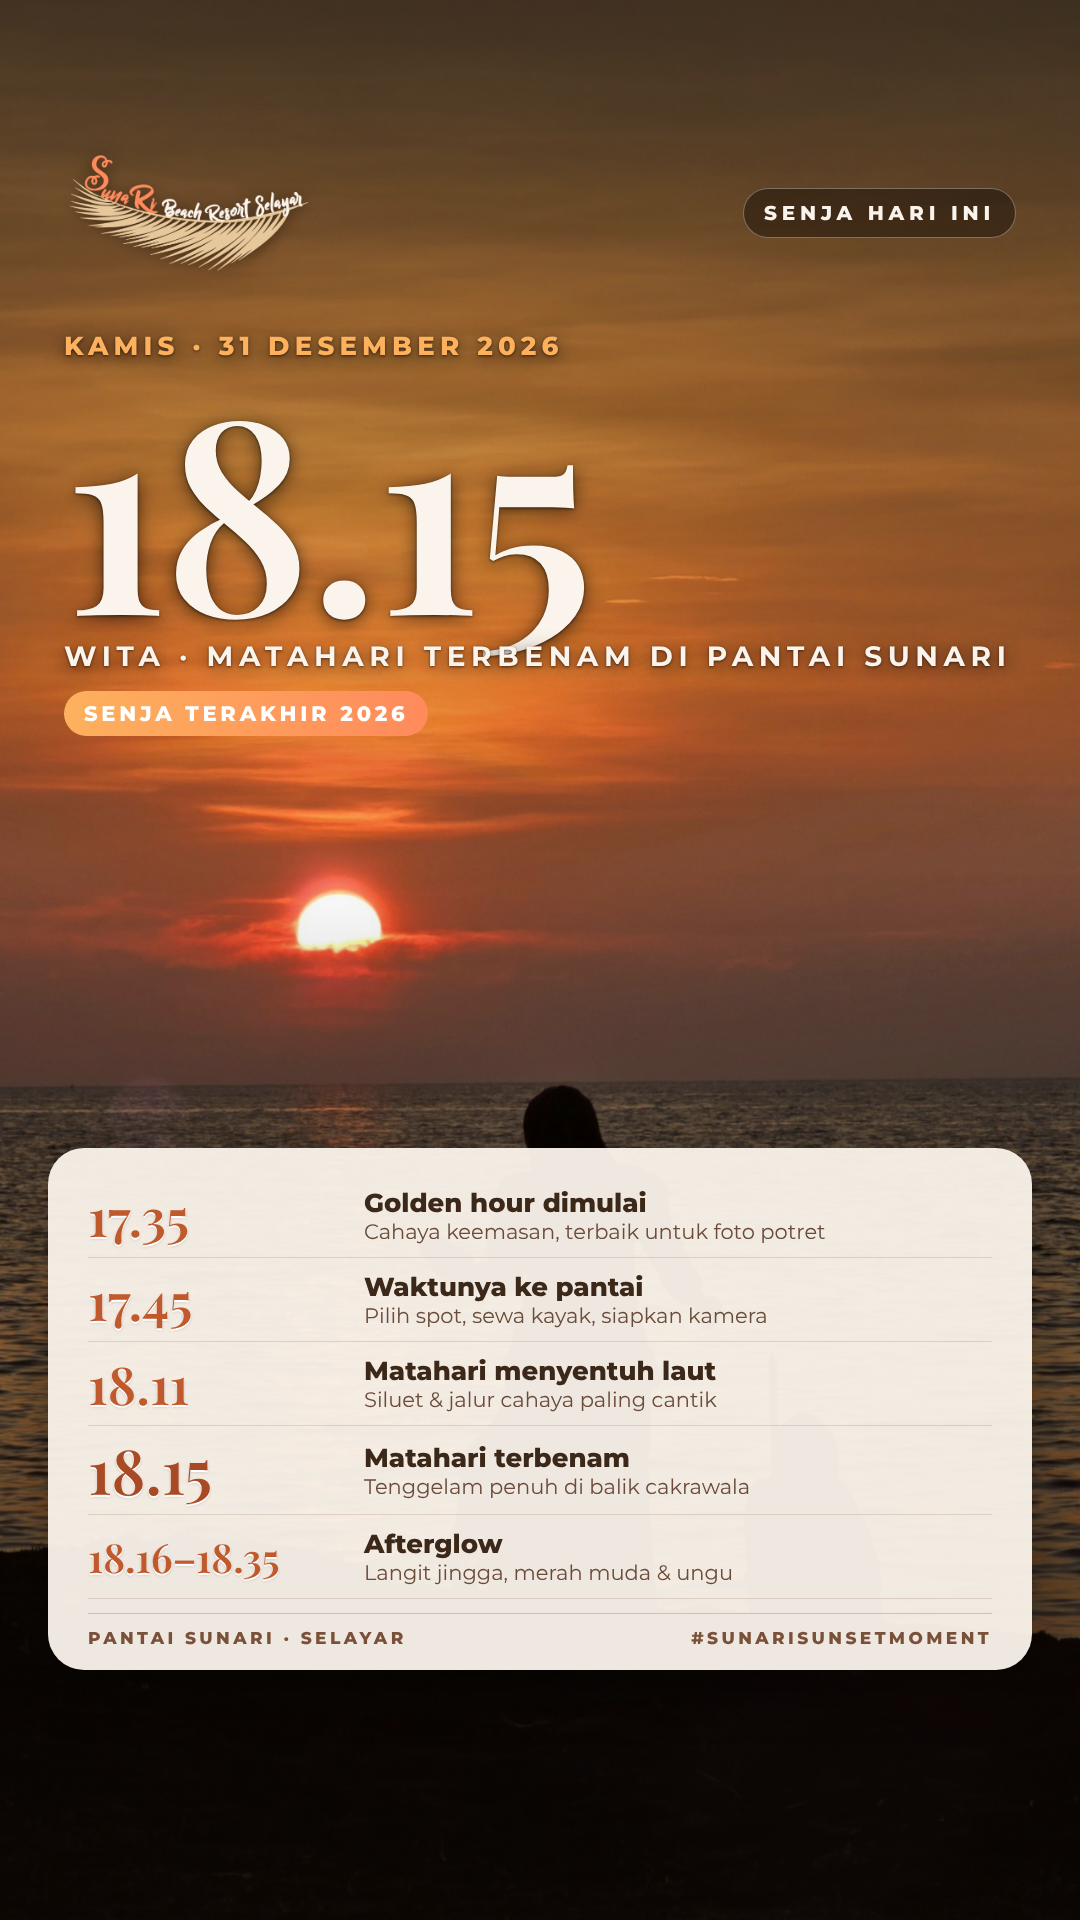 SunaRi Beach Resort Selayar
SENJA HARI INI
KAMIS · 31 DESEMBER 2026
18.15
WITA · MATAHARI TERBENAM DI PANTAI SUNARI
SENJA TERAKHIR 2026
17.35
Golden hour dimulai
Cahaya keemasan, terbaik untuk foto potret
17.45
Waktunya ke pantai
Pilih spot, sewa kayak, siapkan kamera
18.11
Matahari menyentuh laut
Siluet & jalur cahaya paling cantik
18.15
Matahari terbenam
Tenggelam penuh di balik cakrawala
18.16–18.35
Afterglow
Langit jingga, merah muda & ungu
PANTAI SUNARI · SELAYAR
#SUNARISUNSETMOMENT